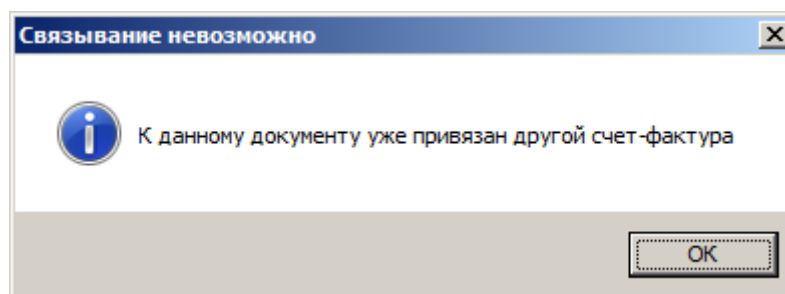 Связывание невозможно
К данному документу уже привязан другой счет-фактура
OK